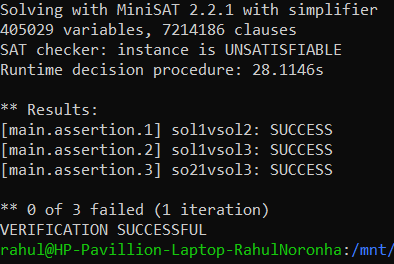 Solving with MiniSAT 2.2.1 with simplifier
405029 variables, 7214186 clauses
SAT checker: instance is UNSATISFIABLE
Runtime decision procedure: 28.1146s

** Results:
[main.assertion.1] sol1vsol2: SUCCESS
[main.assertion.2] sol1vsol3: SUCCESS
[main.assertion.3] so21vsol3: SUCCESS

** 0 of 3 failed (1 iteration)
VERIFICATION SUCCESSFUL
rahul@HP-Pavillion-Laptop-RahulNoronha:/mnt/